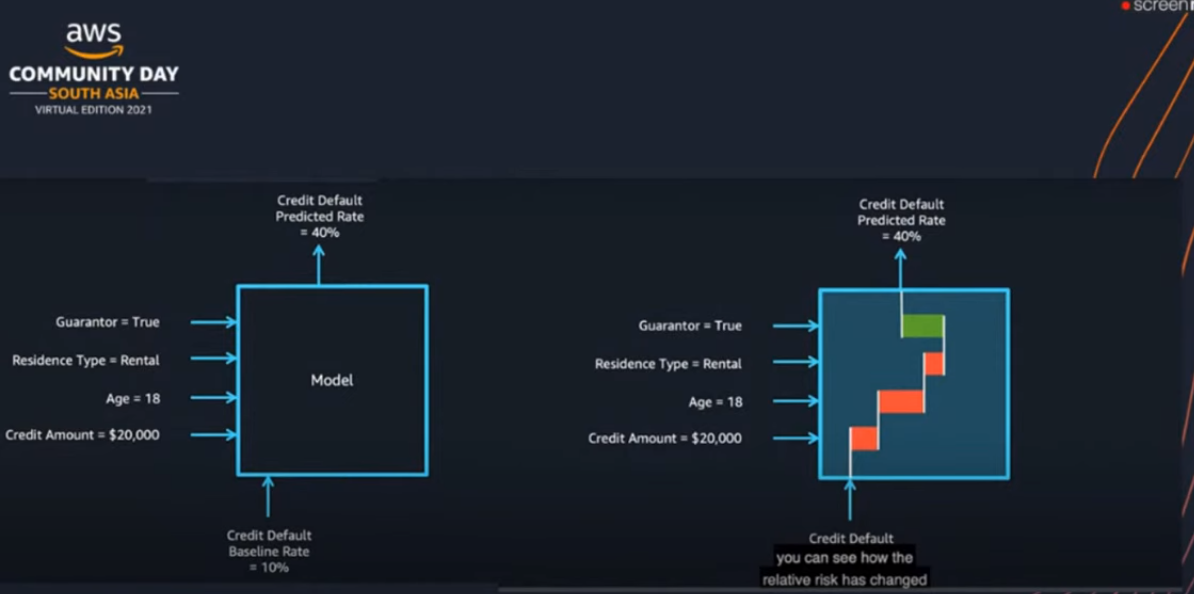 screen
aws
COMMUNITY DAY
SOUTH ASIA
VIRTUAL EDITION 2021
Credit Default
Predicted Rate
= 40%
Guarantor = True
Residence Type = Rental
Age = 18
Credit Amount = $20,000
Model
Credit Default
Baseline Rate
= 10%
Credit Default
Predicted Rate
= 40%
Guarantor = True
Residence Type = Rental
Age = 18
Credit Amount = $20,000
Credit Default
you can see how the
relative risk has changed